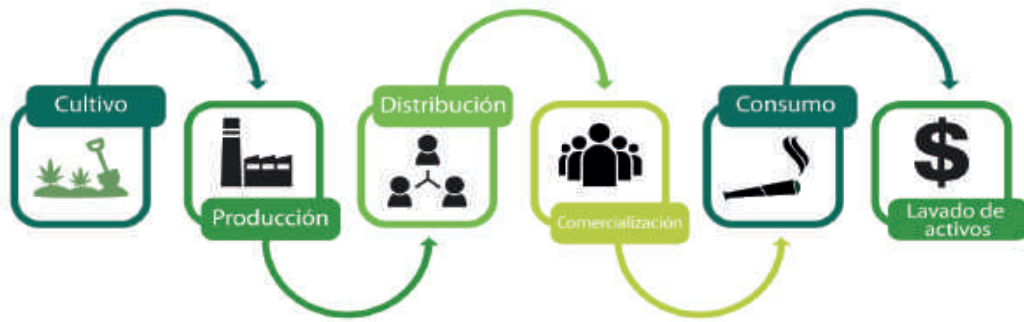 Cultivo
Producción
Distribución
Comercialización
Consumo
Lavado de
activos